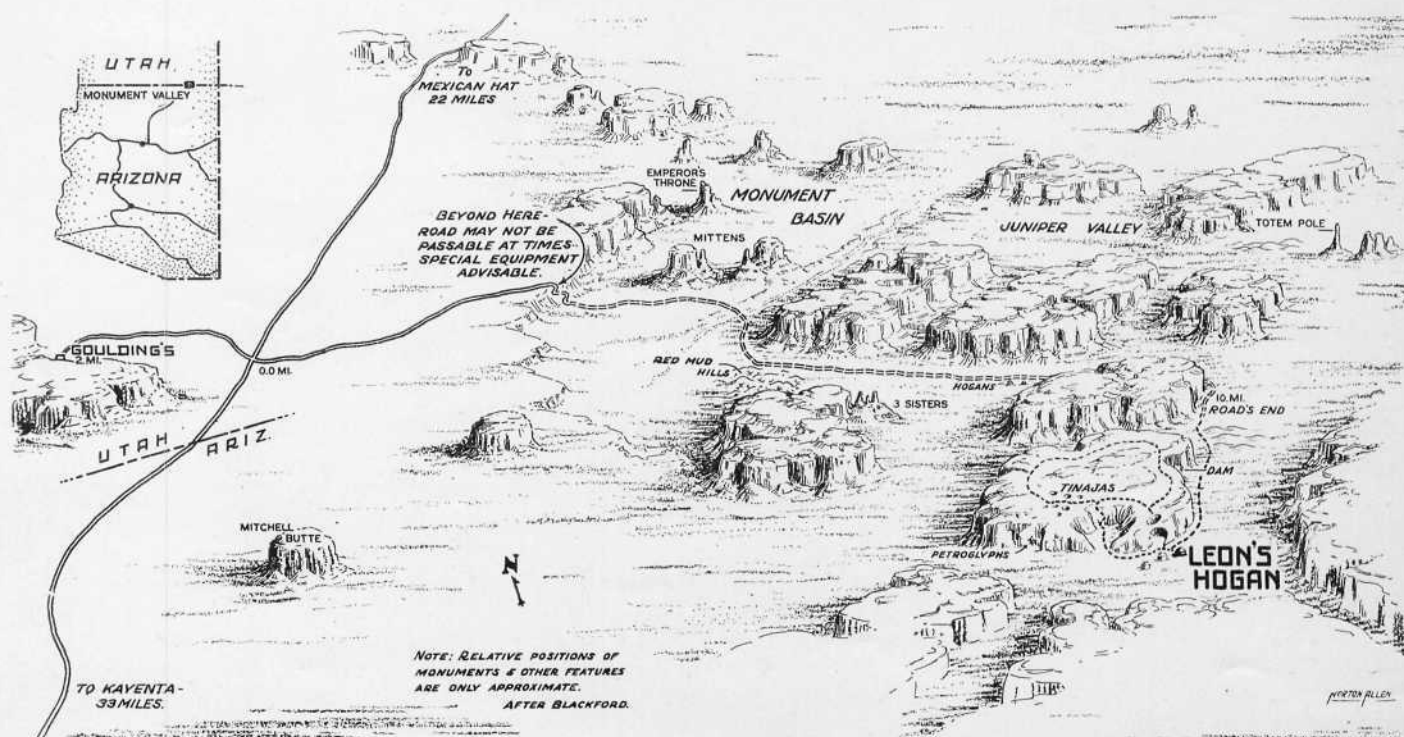 UTAH
MONUMENT VALLEY
ARIZONA
TO
MEXICAN HAT
22 MILES
EMPEROR'S
THRONE
MONUMENT
BASIN
BEYOND HERE-
ROAD MAY NOT BE
PASSABLE AT TIMES-
SPECIAL EQUIPMENT
ADVISABLE.
MITTENS
JUNIPER VALLEY
TOTEM POLE
GOULDING'S
2 MI.
0.0 MI.
RED MUD
HILLS
HOGANS
3 SISTERS
10 MI.
ROAD'S END
UTAH
ARIZ.
DAM
TINAJAS
MITCHELL
BUTTE
PETROGLYPHS
LEON'S
HOGAN
N
NOTE: RELATIVE POSITIONS OF
MONUMENTS & OTHER FEATURES
ARE ONLY APPROXIMATE.
AFTER BLACKFORD.
TO KAYENTA-
33 MILES.
NORTON ALLEN